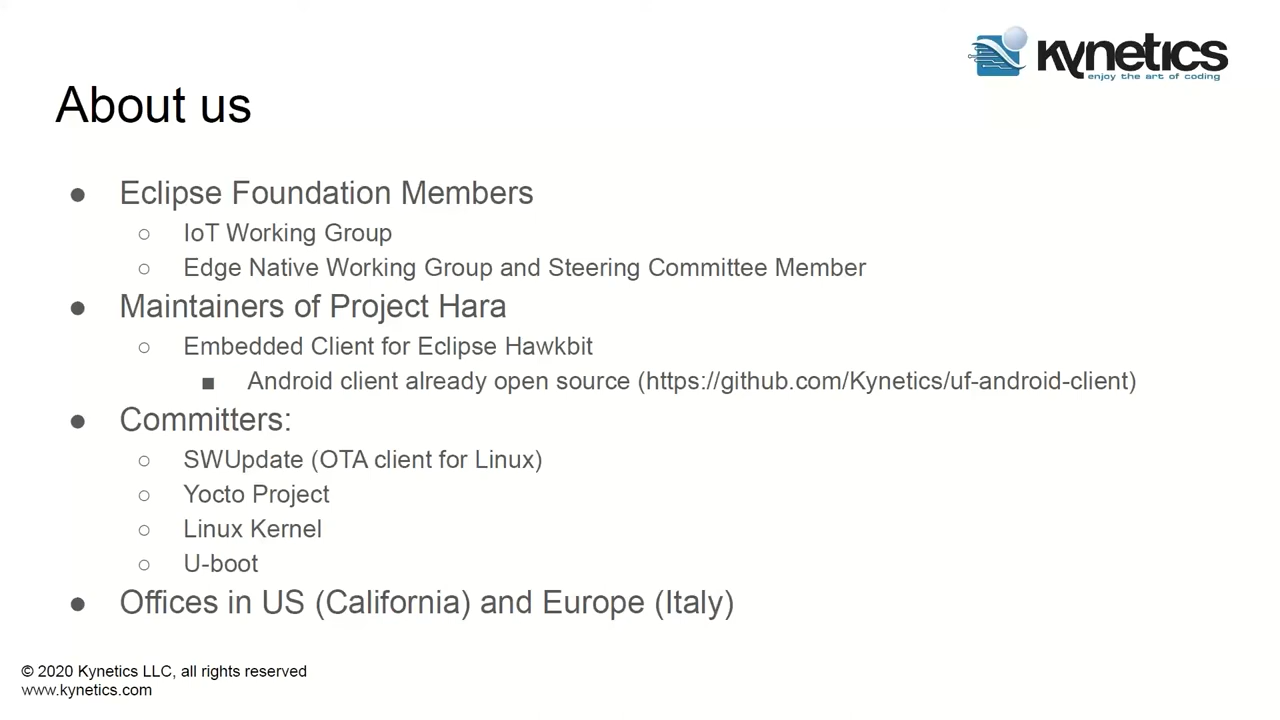 Kynetics
enjoy the art of coding
About us
● Eclipse Foundation Members
○ IoT Working Group
○ Edge Native Working Group and Steering Committee Member
● Maintainers of Project Hara
○ Embedded Client for Eclipse Hawkbit
■ Android client already open source (https://github.com/Kynetics/uf-android-client)
● Committers:
○ SWUpdate (OTA client for Linux)
○ Yocto Project
○ Linux Kernel
○ U-boot
● Offices in US (California) and Europe (Italy)
© 2020 Kynetics LLC, all rights reserved
www.kynetics.com